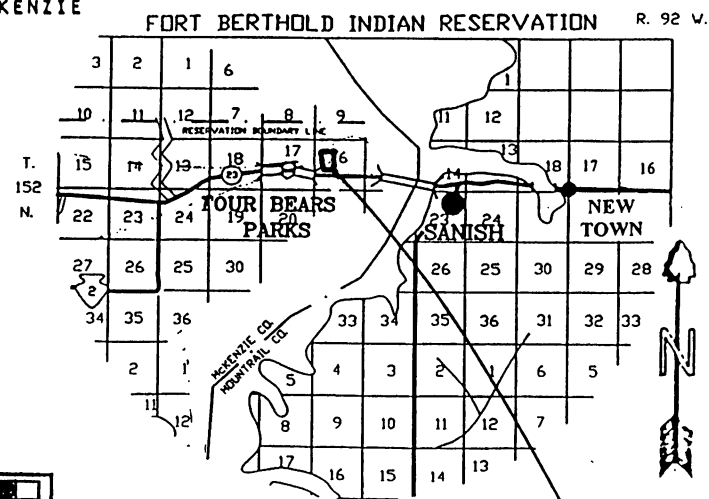 KENZIE
FORT BERTHOLD INDIAN RESERVATION R. 92 W.
3 2 1 6 1
10 11 12 7 8 9 11 12
RESERVATION BOUNDARY LINE
13
T. 15 14 13 18 17 6 14 18 17 16
23
152
N. 22 23 24 19 20 23 24
FOUR BEARS PARKS
SANISH
NEW TOWN
27 26 25 30 26 25 30 29 28
2
34 35 36 33 34 35 36 31 32 33
McKENZIE CO.
MOUNTRAIL CO.
2 1 5 4 3 2 1 6 5
11 12 8 9 10 11 12 7
17 16 15 14 13
N